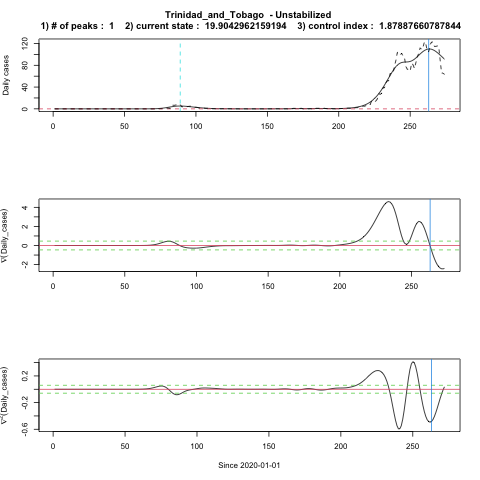 Trinidad_and_Tobago - Unstabilized
1) # of peaks : 1 2) current state : 19.9042962159194 3) control index : 1.87887660787844
Daily cases
0 40 80 120
0 50 100 150 200 250
∇(Daily_cases)
-2 0 2 4
0 50 100 150 200 250
∇²(Daily_cases)
-0.6 -0.2 0.2
0 50 100 150 200 250
Since 2020-01-01